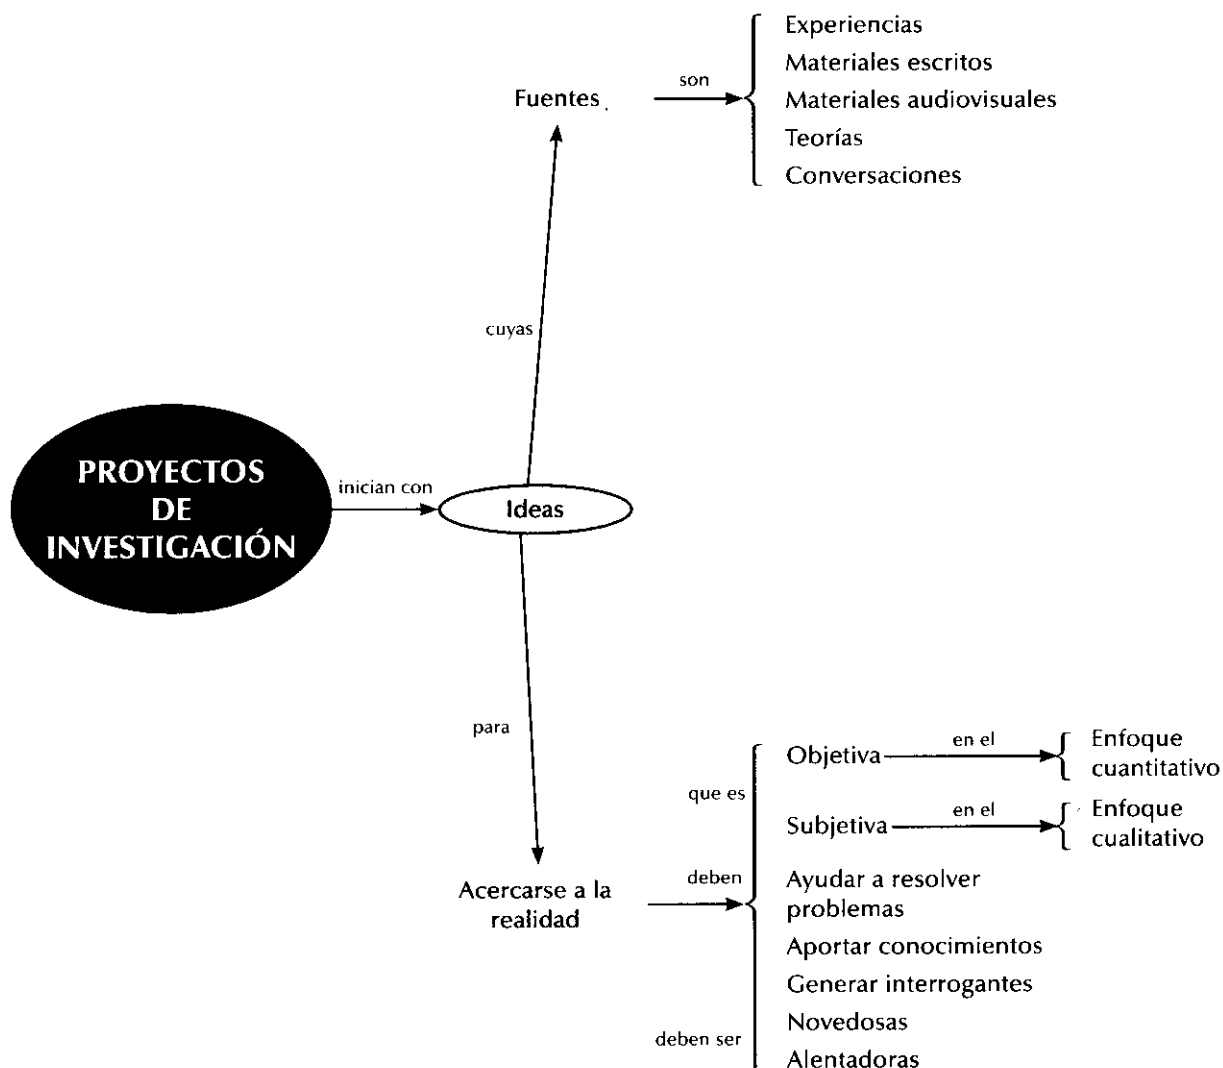 Experiencias
Materiales escritos
Fuentes
son
Materiales audiovisuales
Teorías
Conversaciones
cuyas
PROYECTOS
DE
INVESTIGACIÓN
inician con
Ideas
para
que es
Objetiva
en el
Enfoque
cuantitativo
Subjetiva
en el
Enfoque
cualitativo
Acercarse a la
realidad
deben
Ayudar a resolver
problemas
Aportar conocimientos
Generar interrogantes
deben ser
Novedosas
Alentadoras